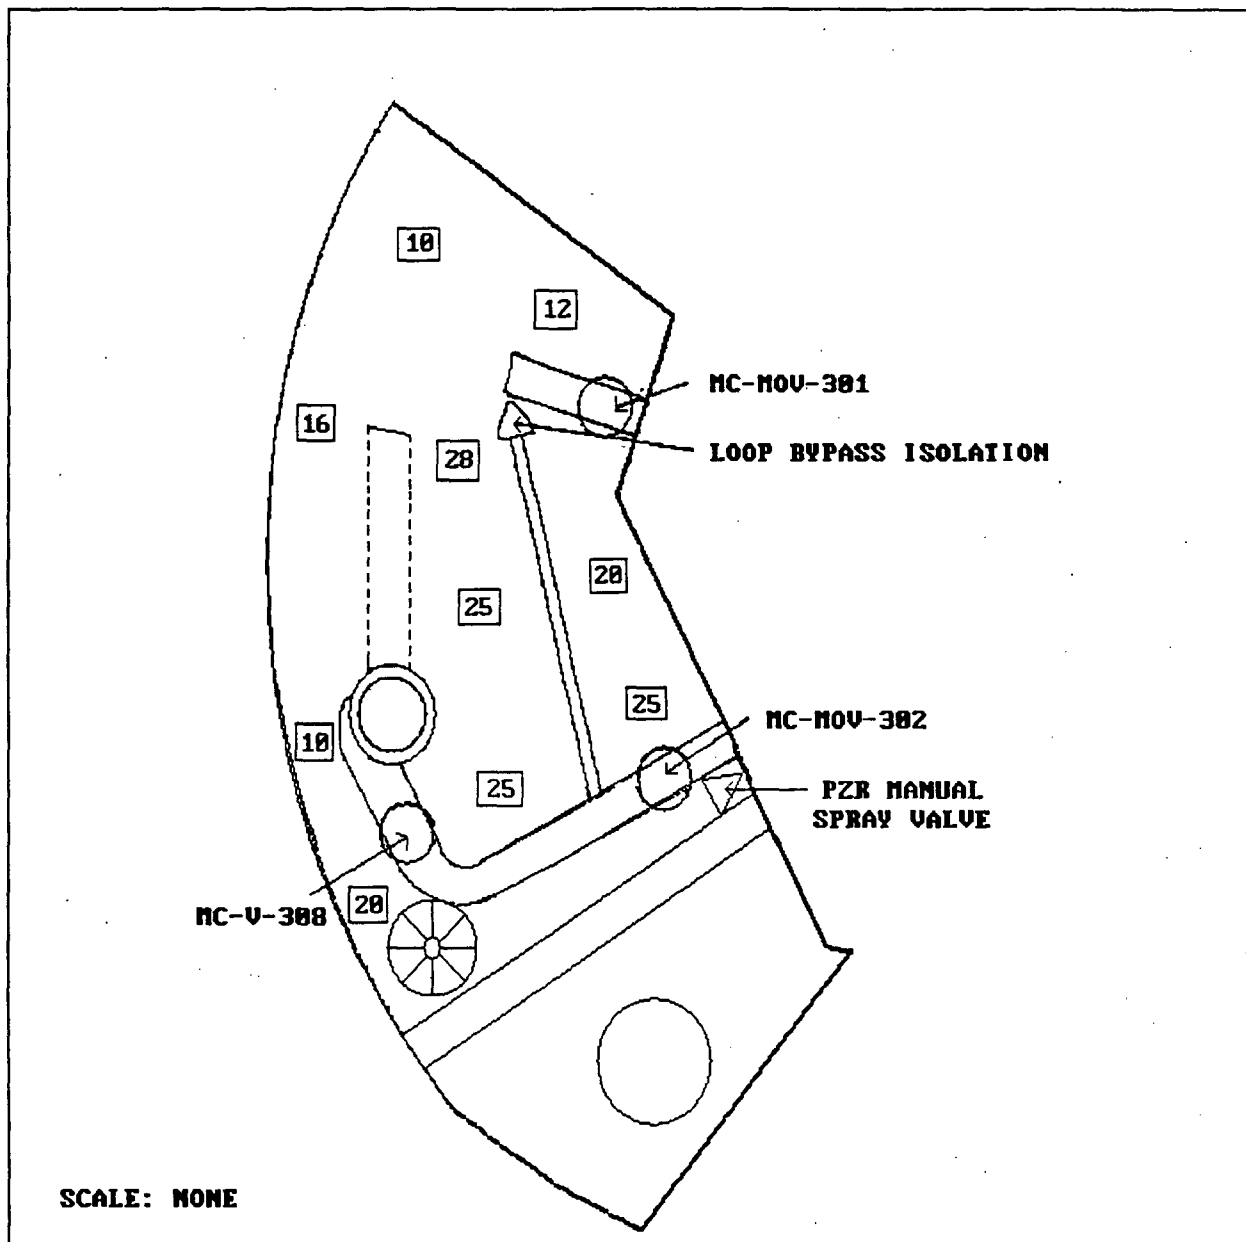 10
12
MC-MOV-301
16
LOOP BYPASS ISOLATION
28
20
25
25
MC-MOV-302
10
25
PZR MANUAL
SPRAY VALVE
20
MC-V-308
SCALE: NONE